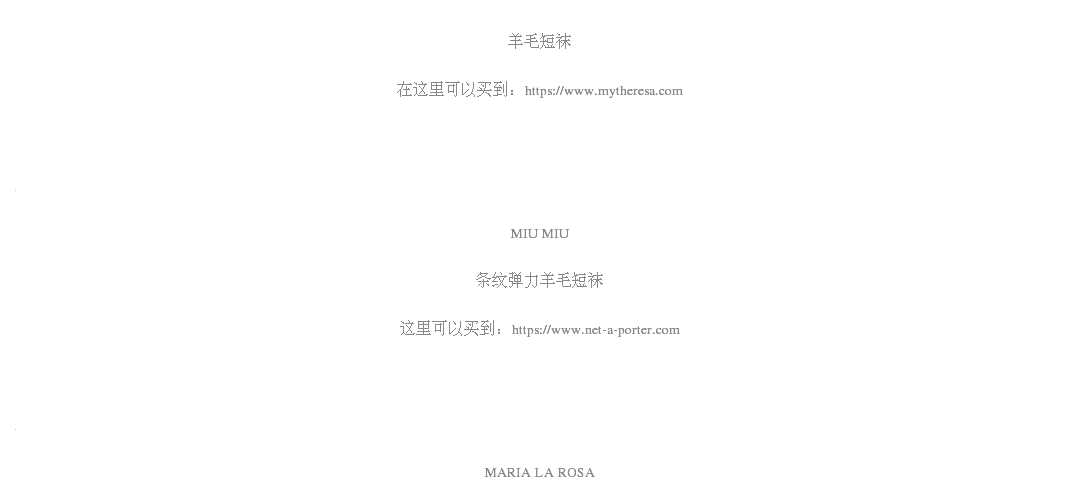 羊毛短袜
在这里可以买到：https://www.mytheresa.com
MIU MIU
条纹弹力羊毛短袜
这里可以买到：https://www.net-a-porter.com
MARIA LA ROSA